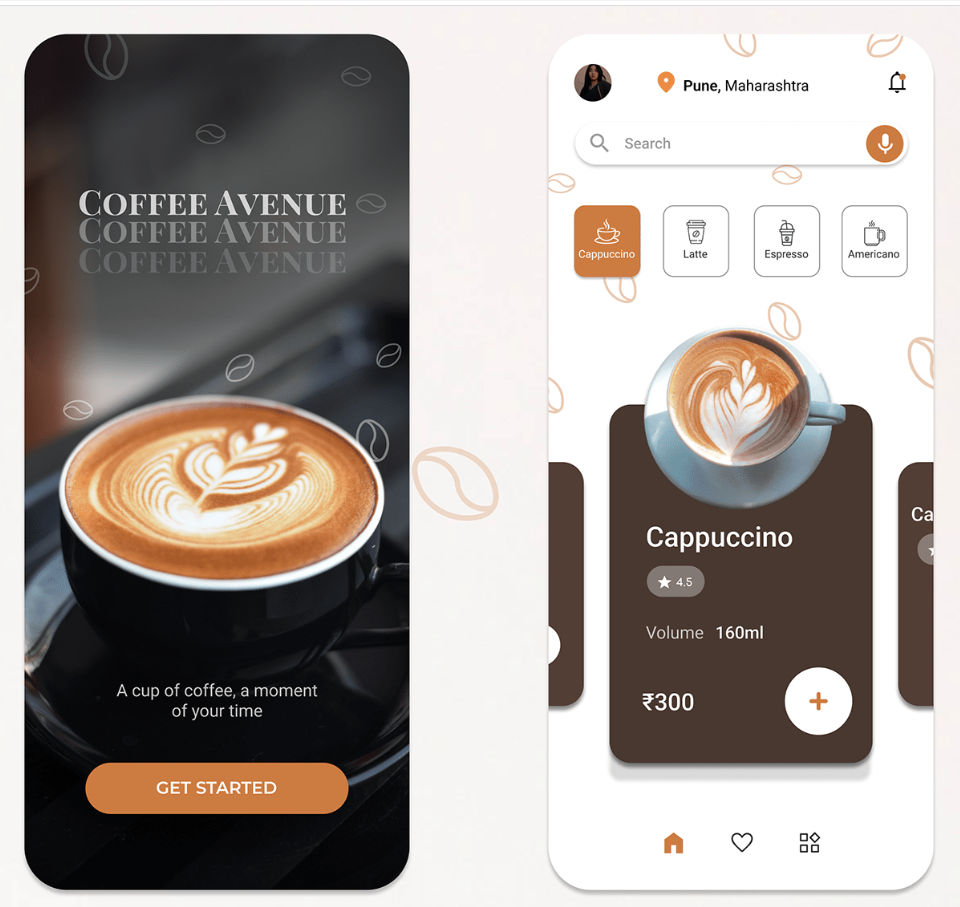 COFFEE AVENUE
COFFEE AVENUE
COFFEE AVENUE
A cup of coffee, a moment
of your time
GET STARTED
Pune, Maharashtra
Search
Cappuccino
Latte
Espresso
Americano
Cappuccino
4.5
Volume 160ml
₹300
Ca